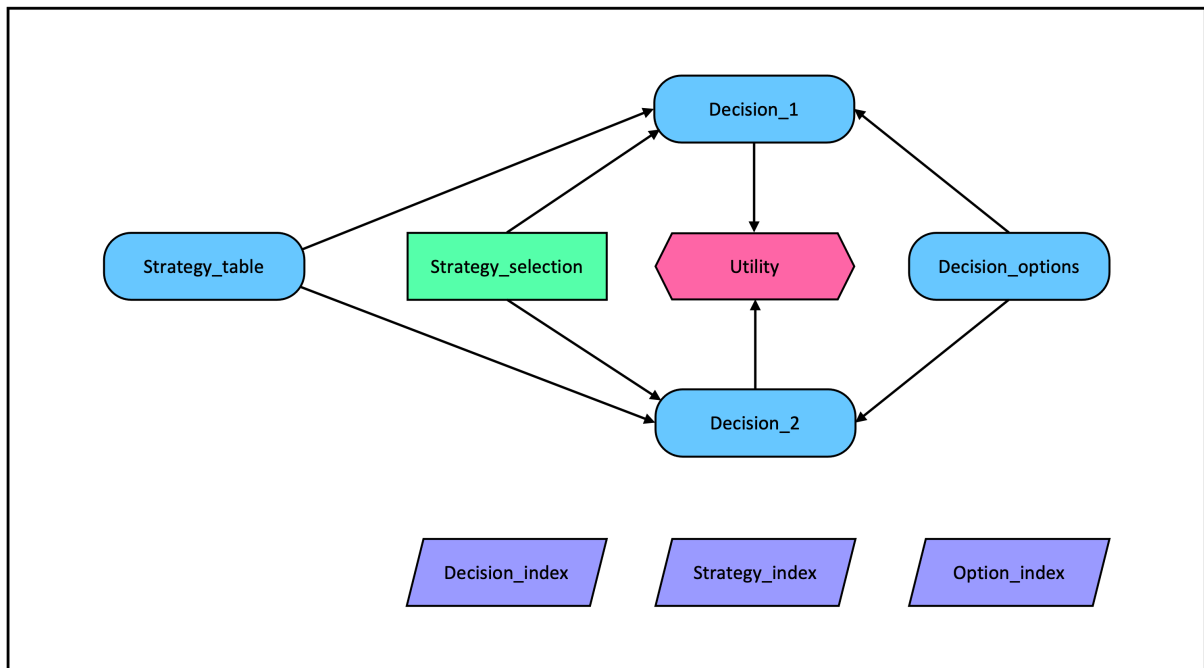 Decision_1
Strategy_table
Strategy_selection
Utility
Decision_options
Decision_2
Decision_index
Strategy_index
Option_index